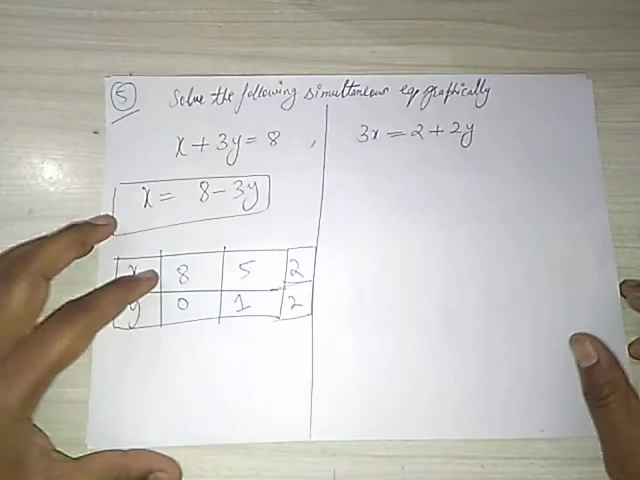 5 Solve the following simultaneous eqn graphically
x + 3y = 8 , 3x = 2 + 2y
x = 8 - 3y
x 8 5 2
y 0 1 2